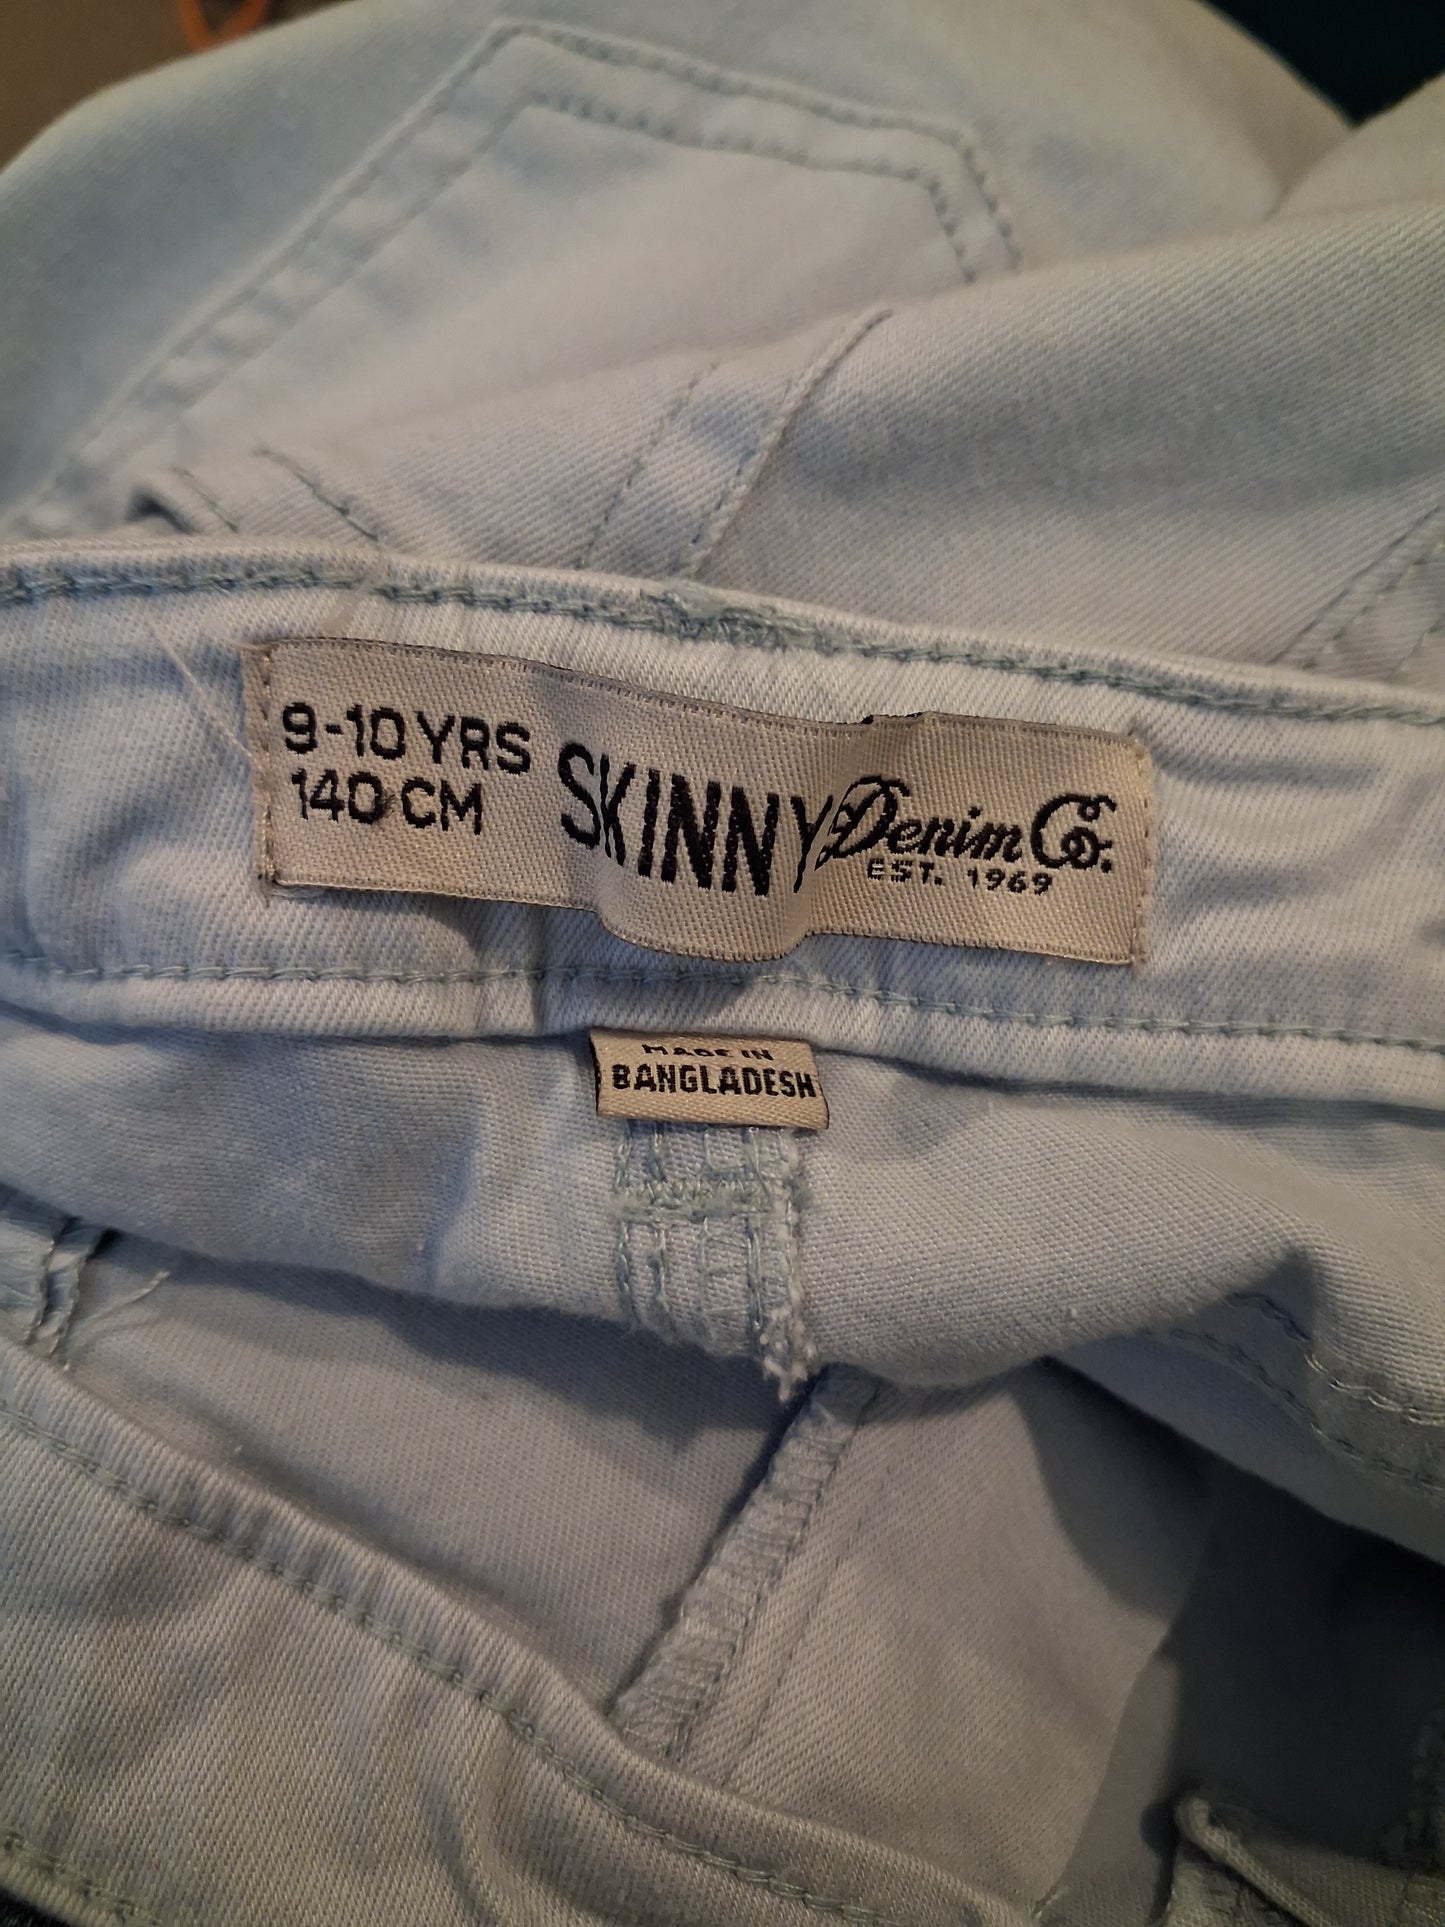 9-10 YRS
140 CM
SKINNY
Denim Co.
EST. 1969
MADE IN
BANGLADESH